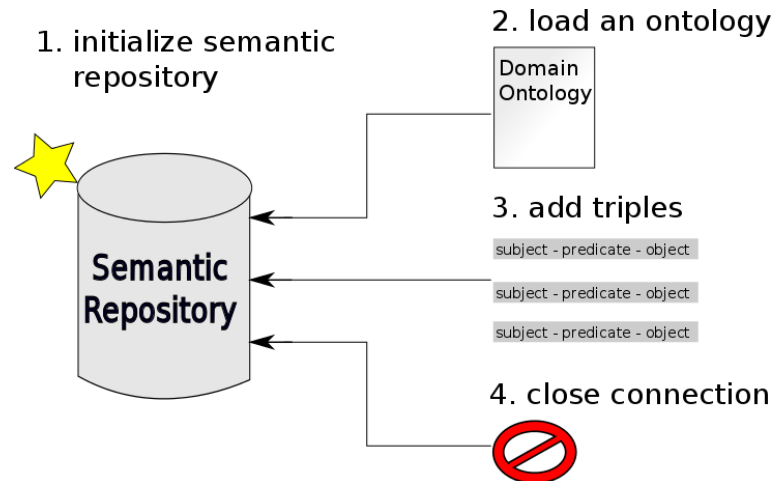 1. initialize semantic
repository
2. load an ontology
Domain
Ontology
Semantic
Repository
3. add triples
subject - predicate - object
subject - predicate - object
subject - predicate - object
4. close connection